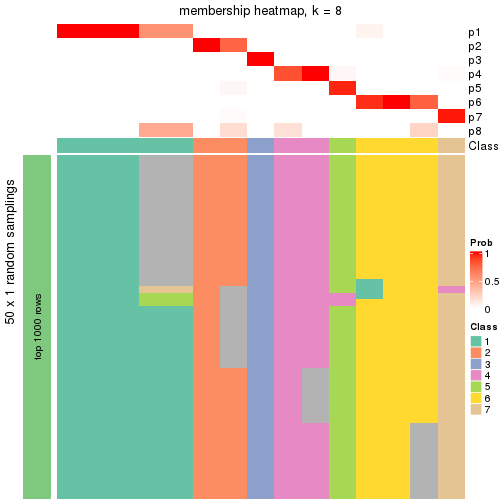 membership heatmap, k = 8
p1
p2
p3
p4
p5
p6
p7
p8
Class
50 x 1 random samplings
top 1000 rows
Prob
1
0.5
0
Class
1
2
3
4
5
6
7